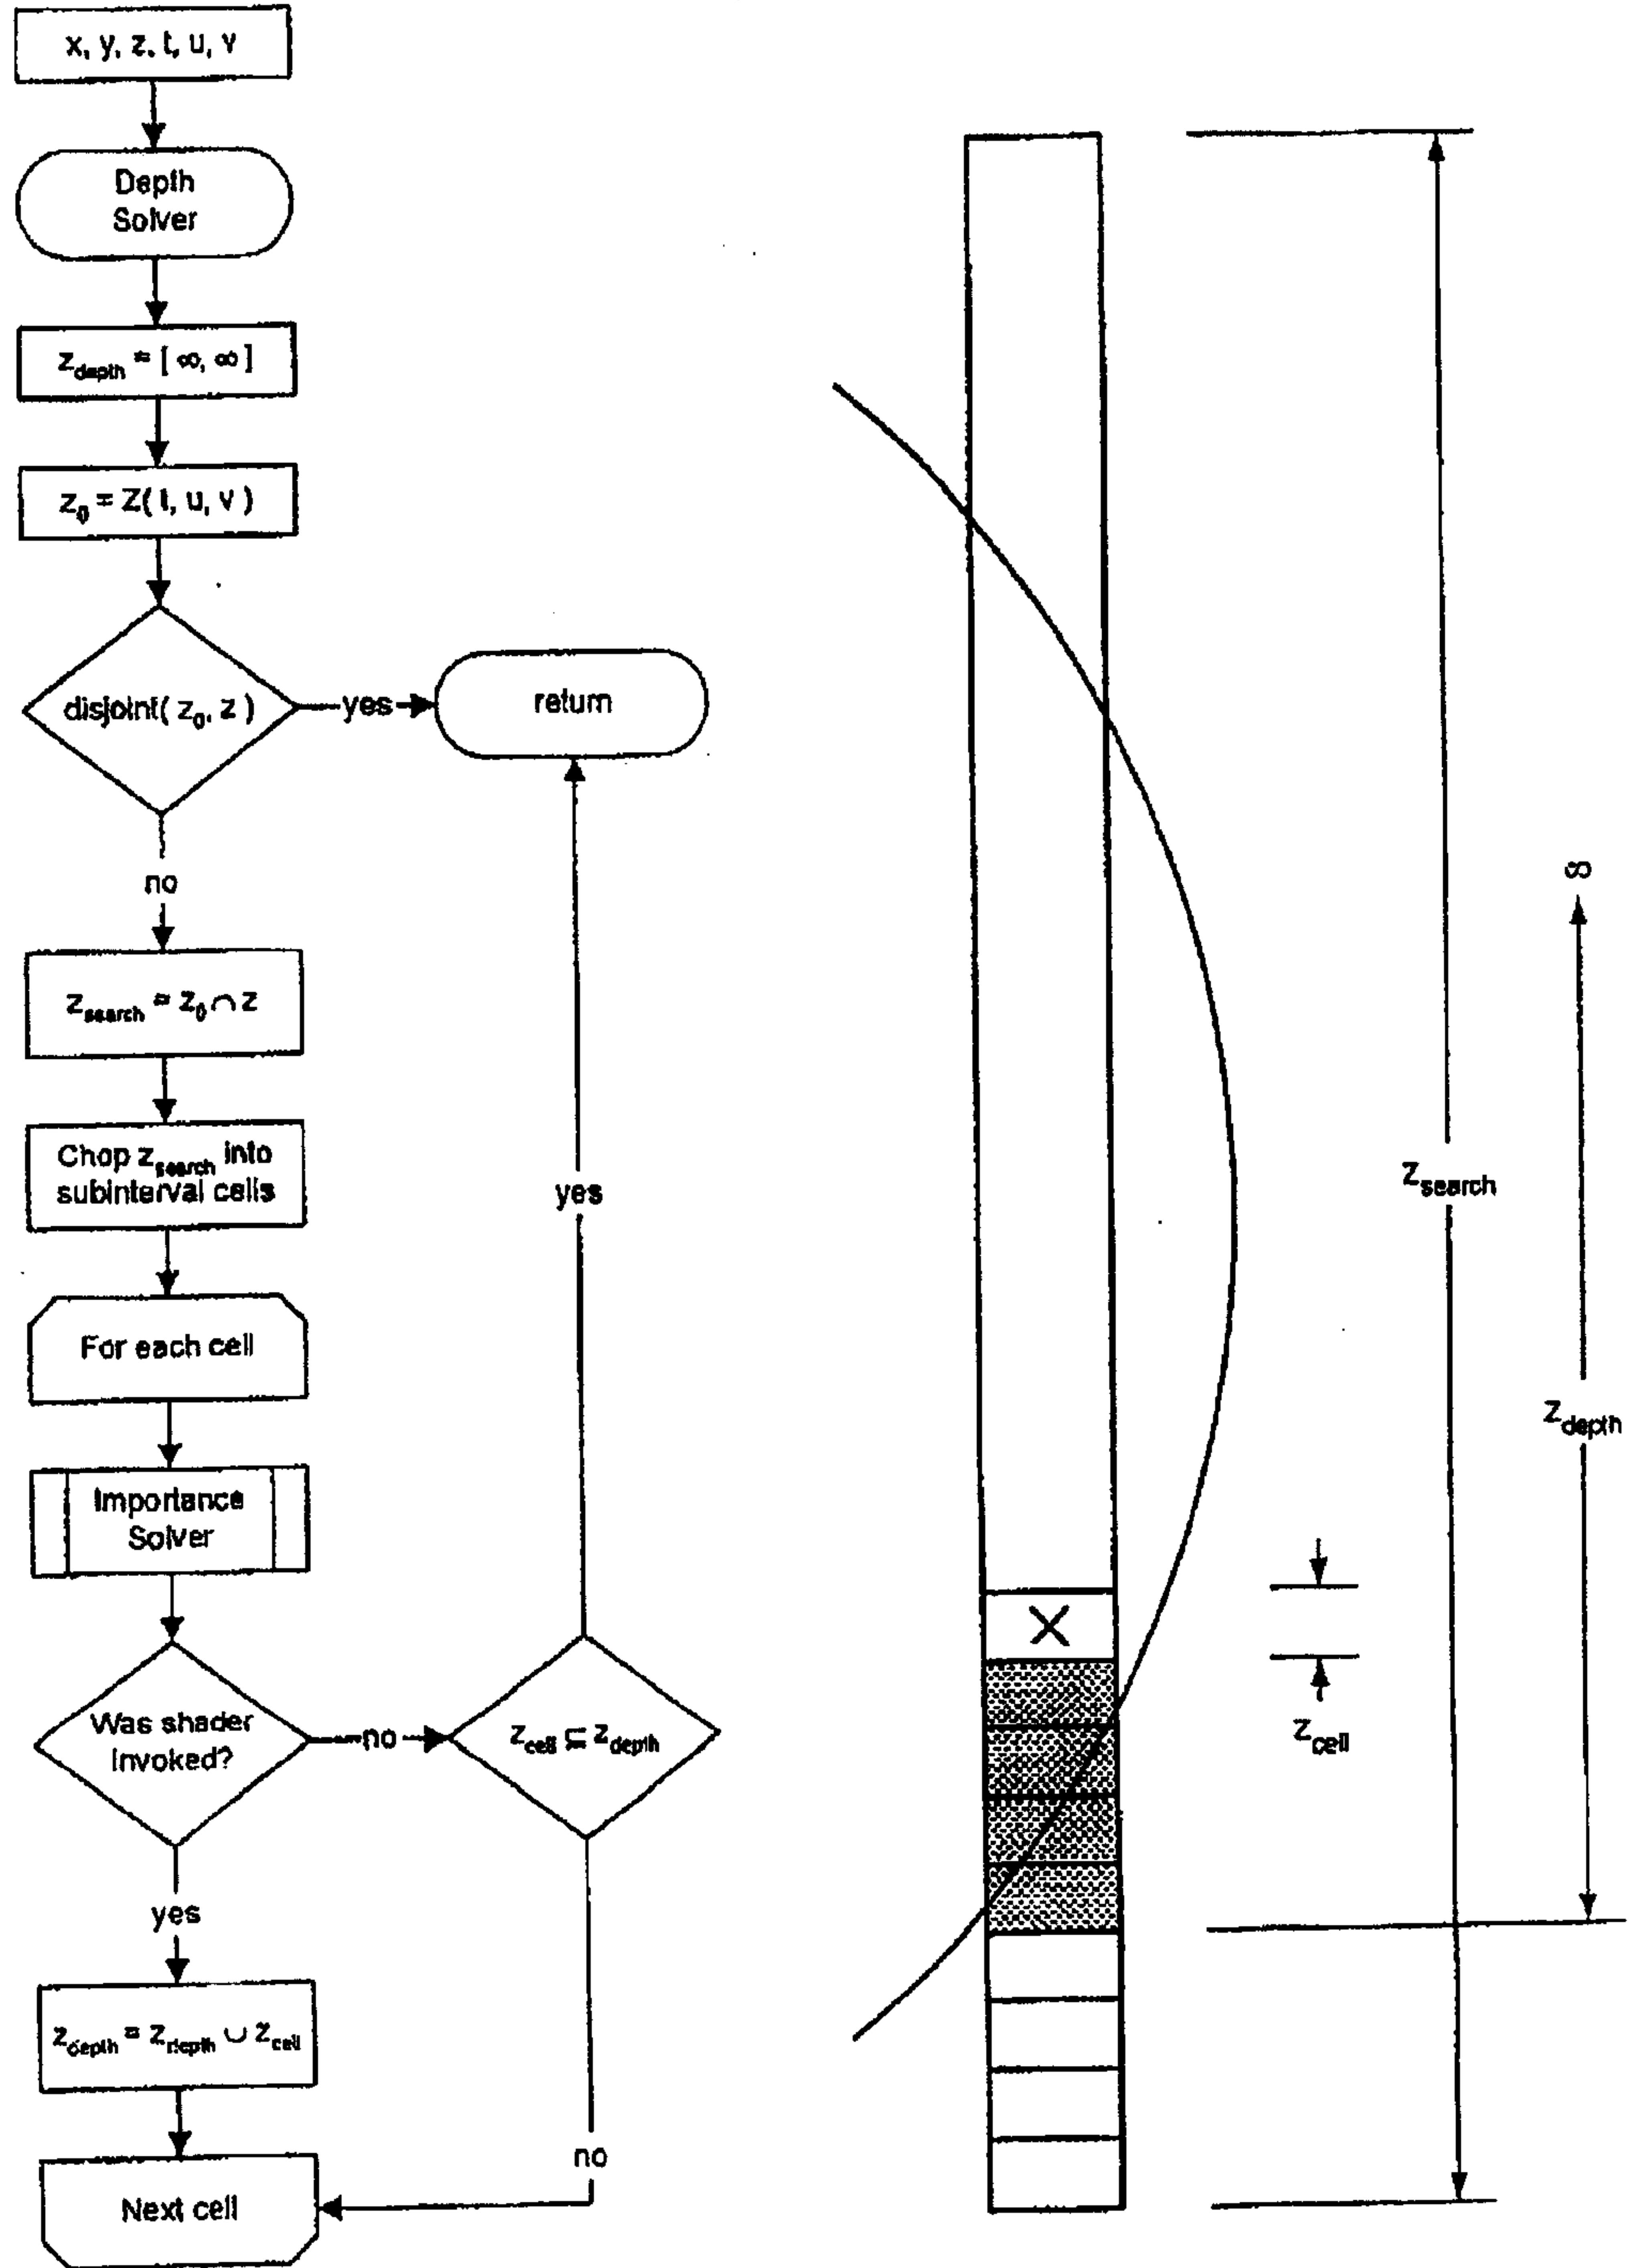 x, y, z, t, u, v
Depth
Solver
z_depth = [ ∞, ∞ ]
z_0 = Z( t, u, v )
disjoint( z_0, z )
yes
return
no
z_search = z_0 ∩ z
Chop z_search into
subinterval cells
For each cell
Importance
Solver
Was shader
invoked?
no
z_cell ⊆ z_depth
yes
yes
z_depth = z_depth ∪ z_cell
no
Next cell
∞
z_search
z_depth
X
z_cell